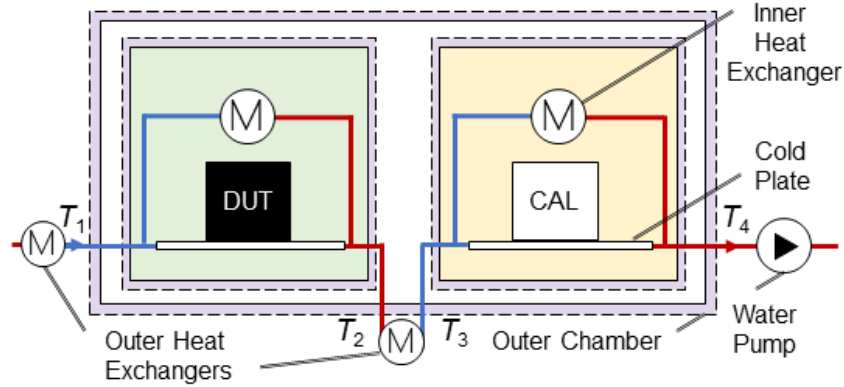 Inner
Heat
Exchanger
M
M
Cold
Plate
DUT
CAL
T1
T4
M
T2
M
T3
Outer Heat
Exchangers
Outer Chamber
Water
Pump